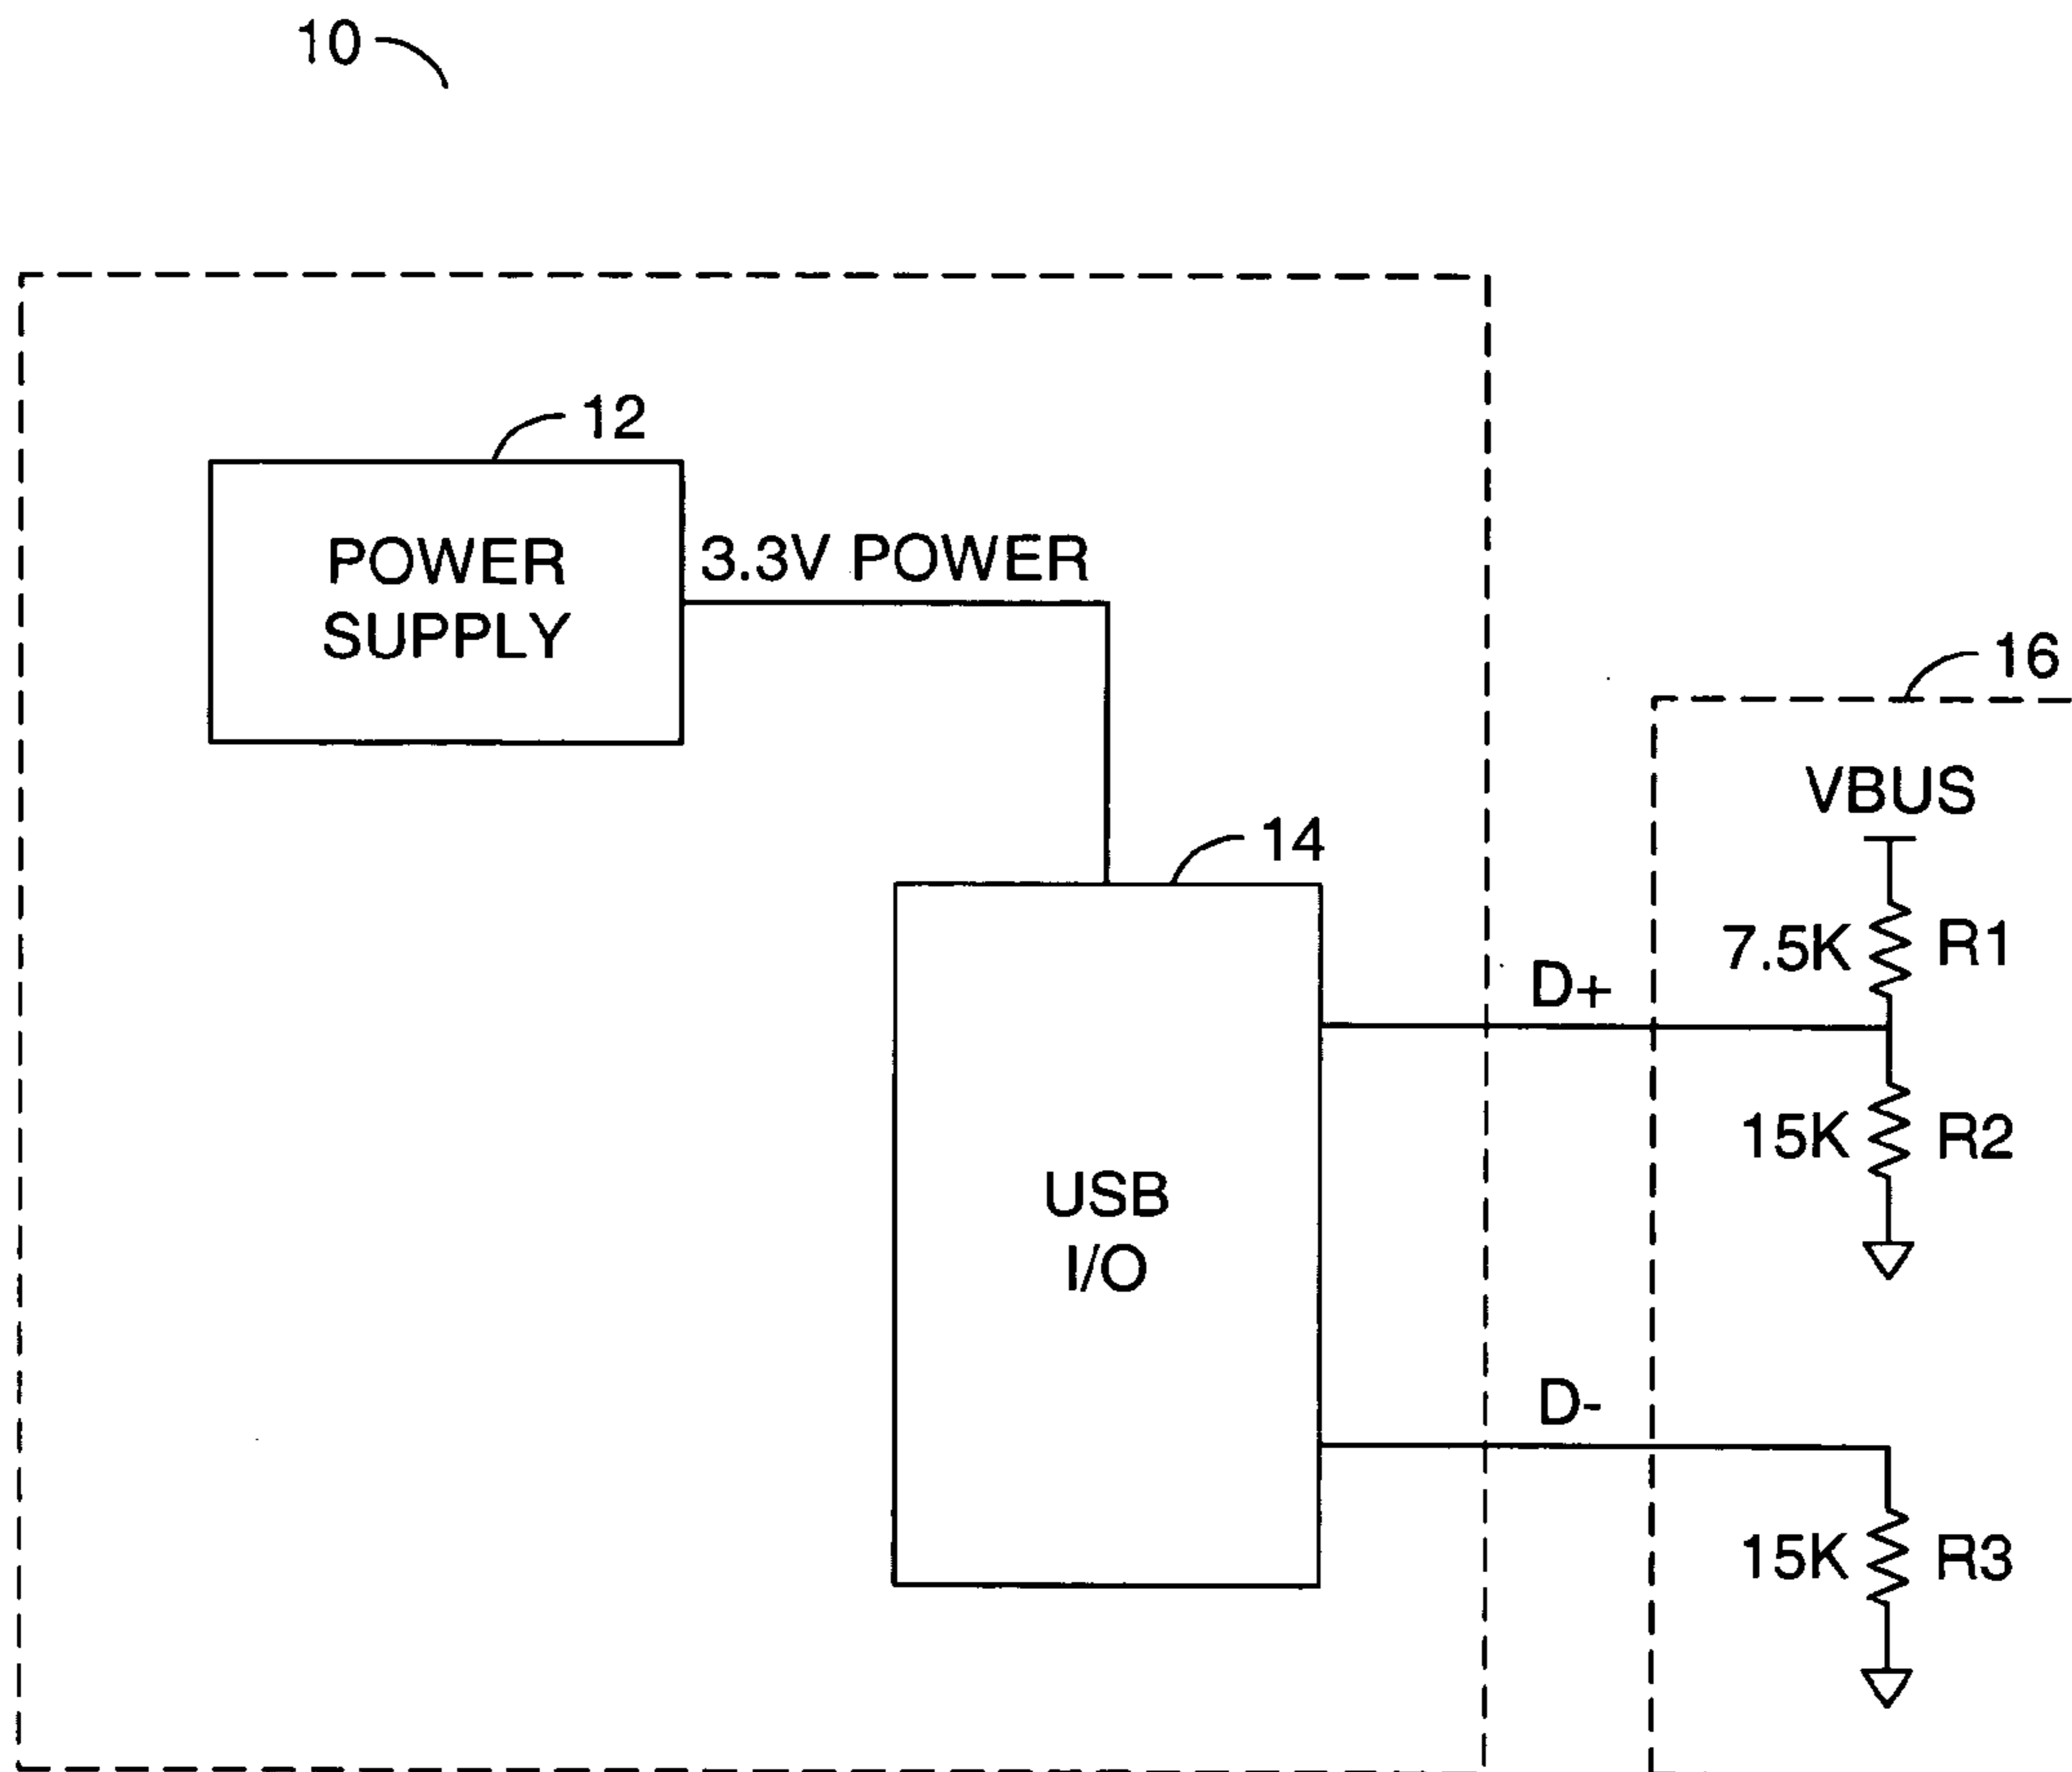 10
12
POWER
SUPPLY
3.3V POWER
16
VBUS
14
7.5K R1
D+
15K R2
USB
I/O
D-
15K R3